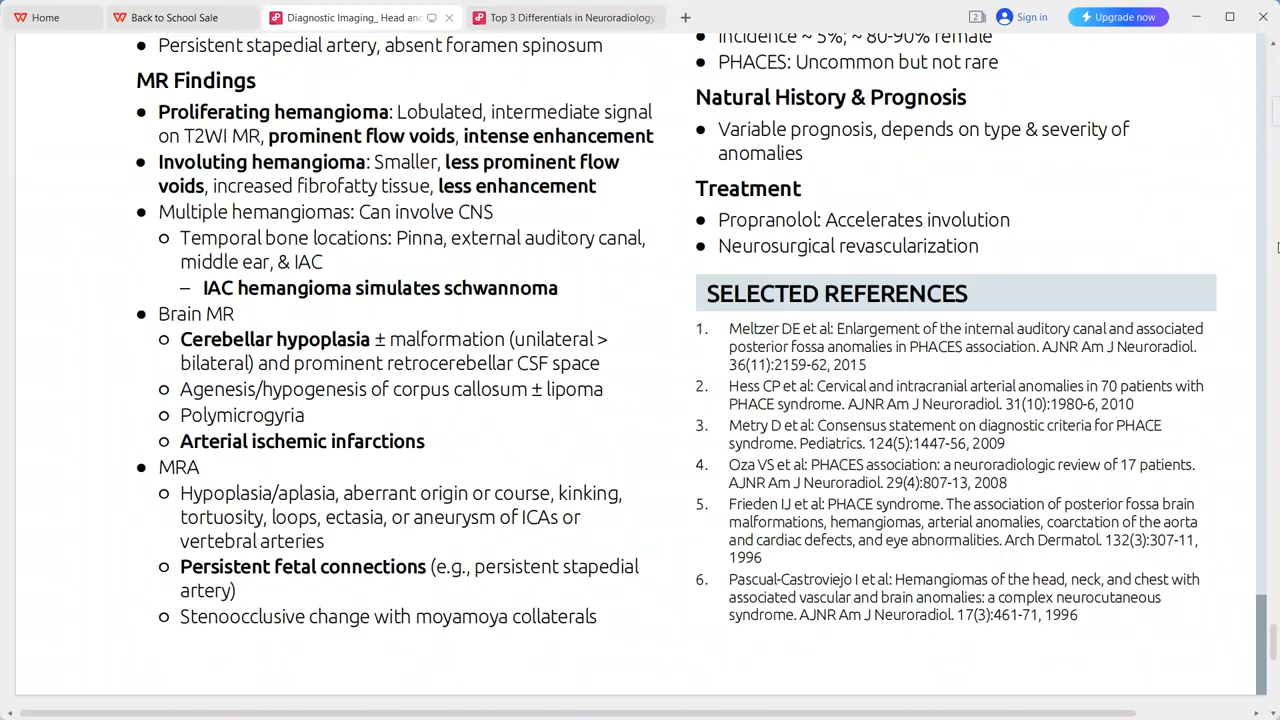 Home
Back to School Sale
Diagnostic Imaging_ Head and
Top 3 Differentials in Neuroradiology.
2
Sign in
Upgrade now
● Persistent stapedial artery, absent foramen spinosum
MR Findings
● Proliferating hemangioma: Lobulated, intermediate signal
on T2WI MR, prominent flow voids, intense enhancement
● Involuting hemangioma: Smaller, less prominent flow
voids, increased fibrofatty tissue, less enhancement
● Multiple hemangiomas: Can involve CNS
○ Temporal bone locations: Pinna, external auditory canal,
middle ear, & IAC
– IAC hemangioma simulates schwannoma
● Brain MR
○ Cerebellar hypoplasia ± malformation (unilateral >
bilateral) and prominent retrocerebellar CSF space
○ Agenesis/hypogenesis of corpus callosum ± lipoma
○ Polymicrogyria
○ Arterial ischemic infarctions
● MRA
○ Hypoplasia/aplasia, aberrant origin or course, kinking,
tortuosity, loops, ectasia, or aneurysm of ICAs or
vertebral arteries
○ Persistent fetal connections (e.g., persistent stapedial
artery)
○ Stenoocclusive change with moyamoya collaterals
● Incidence ~ 5%; ~ 80-90% female
● PHACES: Uncommon but not rare
Natural History & Prognosis
● Variable prognosis, depends on type & severity of
anomalies
Treatment
● Propranolol: Accelerates involution
● Neurosurgical revascularization
SELECTED REFERENCES
1. Meltzer DE et al: Enlargement of the internal auditory canal and associated
posterior fossa anomalies in PHACES association. AJNR Am J Neuroradiol.
36(11):2159-62, 2015
2. Hess CP et al: Cervical and intracranial arterial anomalies in 70 patients with
PHACE syndrome. AJNR Am J Neuroradiol. 31(10):1980-6, 2010
3. Metry D et al: Consensus statement on diagnostic criteria for PHACE
syndrome. Pediatrics. 124(5):1447-56, 2009
4. Oza VS et al: PHACES association: a neuroradiologic review of 17 patients.
AJNR Am J Neuroradiol. 29(4):807-13, 2008
5. Frieden IJ et al: PHACE syndrome. The association of posterior fossa brain
malformations, hemangiomas, arterial anomalies, coarctation of the aorta
and cardiac defects, and eye abnormalities. Arch Dermatol. 132(3):307-11,
1996
6. Pascual-Castroviejo I et al: Hemangiomas of the head, neck, and chest with
associated vascular and brain anomalies: a complex neurocutaneous
syndrome. AJNR Am J Neuroradiol. 17(3):461-71, 1996